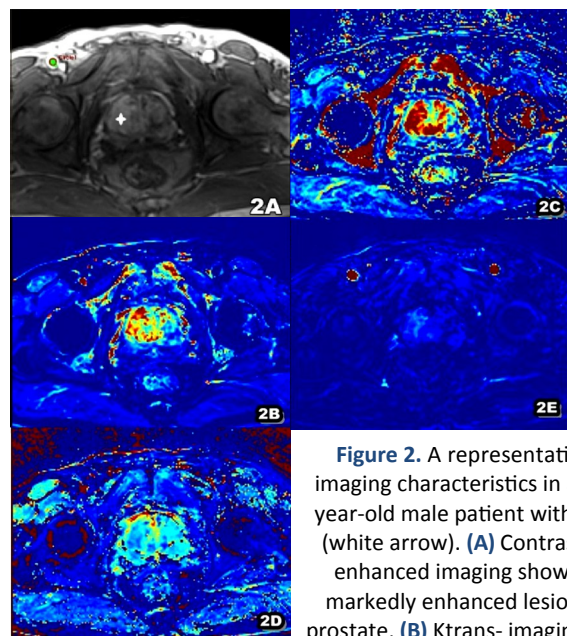 2A
2C
2B
2E
2D
Figure 2. A representati
imaging characteristics in
year-old male patient with
(white arrow). (A) Contras
enhanced imaging show
markedly enhanced lesio
prostate. (B) Ktrans- imagin